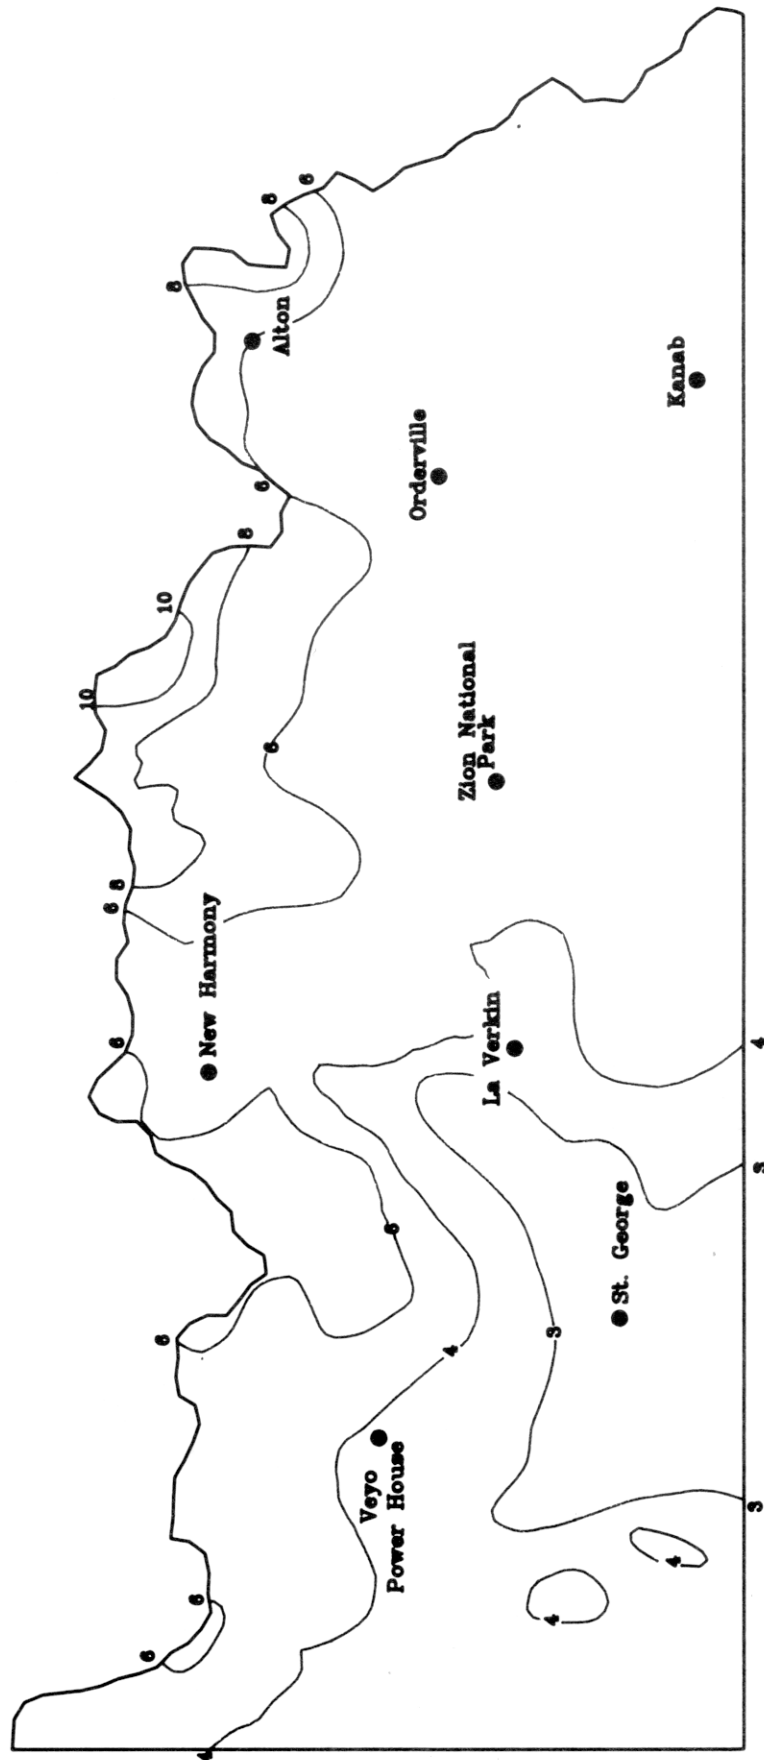 6
8
8
Alton
Kanab
6
Orderville
8
10
10
6
Zion National
Park
8
6
New Harmony
6
La Verkin
4
3
6
St. George
6
4
3
Veyo
Power House
3
4
6
4
6
4